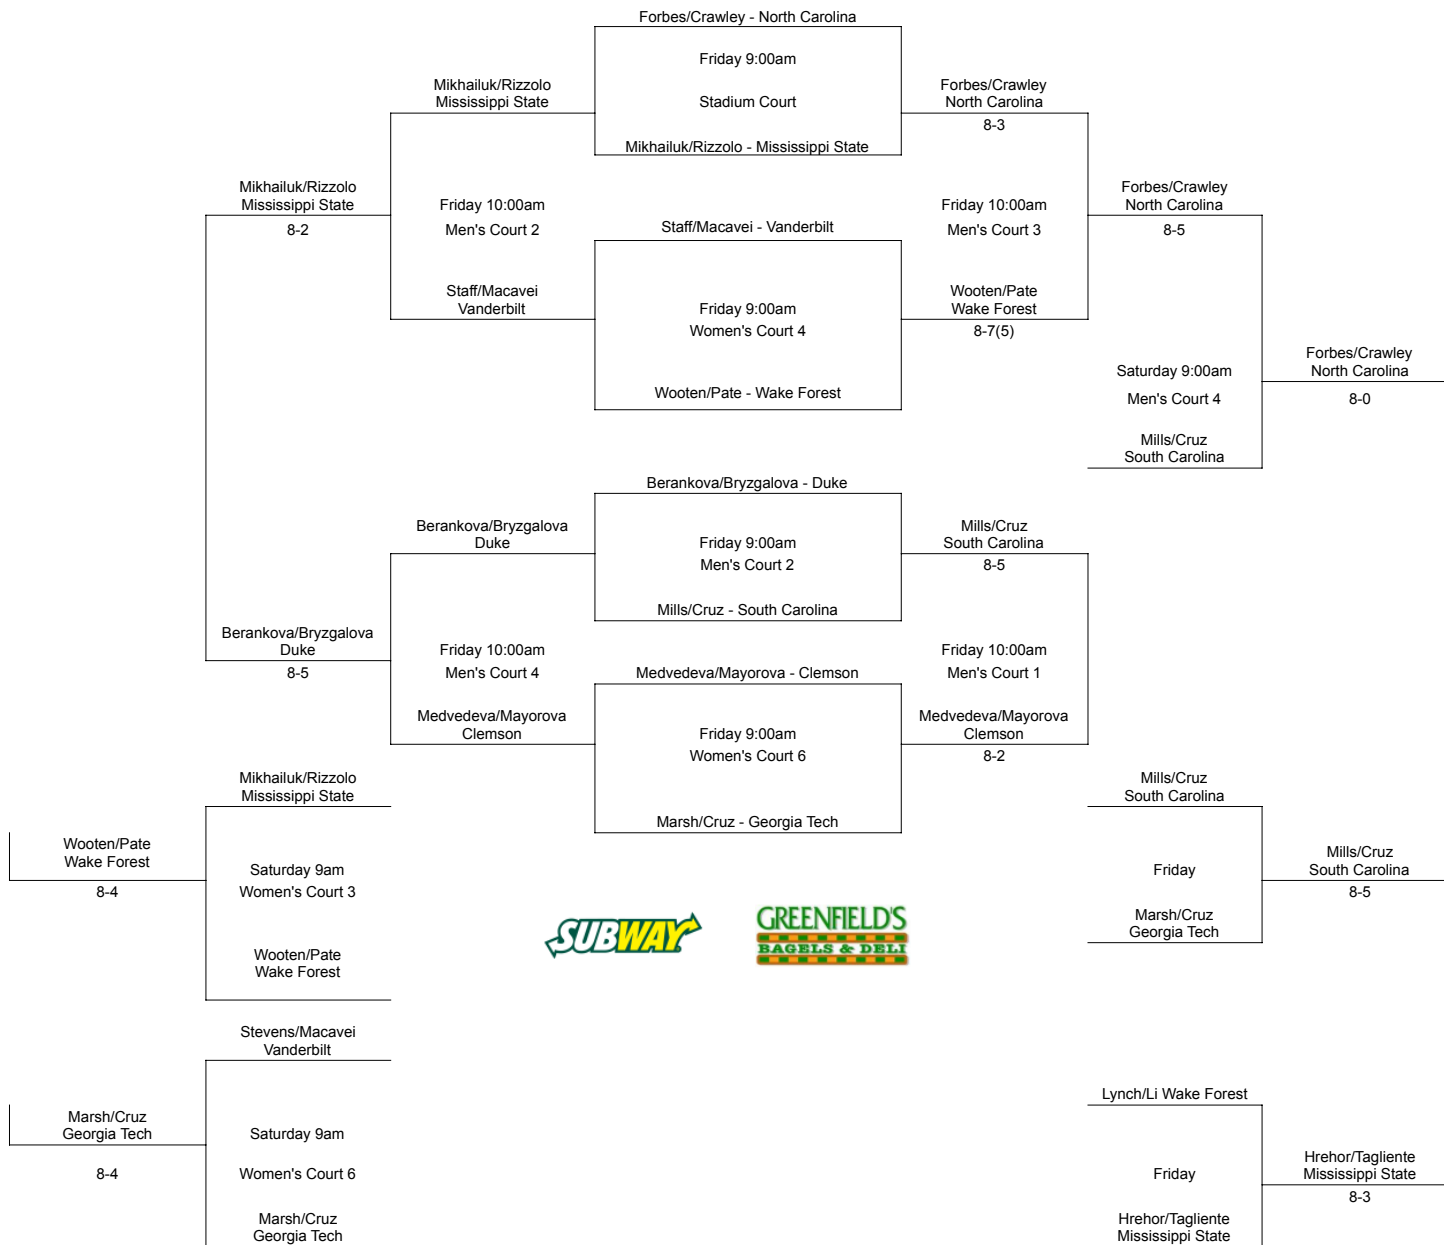 Forbes/Crawley - North Carolina
Friday 9:00am
Mikhailuk/Rizzolo
Mississippi State
Stadium Court
Forbes/Crawley
North Carolina
8-3
Mikhailuk/Rizzolo - Mississippi State
Mikhailuk/Rizzolo
Mississippi State
8-2
Friday 10:00am
Men's Court 2
Staff/Macavei - Vanderbilt
Friday 10:00am
Men's Court 3
Forbes/Crawley
North Carolina
8-5
Staff/Macavei
Vanderbilt
Friday 9:00am
Women's Court 4
Wooten/Pate
Wake Forest
8-7(5)
Wooten/Pate - Wake Forest
Saturday 9:00am
Men's Court 4
Forbes/Crawley
North Carolina
8-0
Mills/Cruz
South Carolina
Berankova/Bryzgalova - Duke
Berankova/Bryzgalova
Duke
Friday 9:00am
Men's Court 2
Mills/Cruz
South Carolina
8-5
Mills/Cruz - South Carolina
Berankova/Bryzgalova
Duke
8-5
Friday 10:00am
Men's Court 4
Medvedeva/Mayorova - Clemson
Friday 10:00am
Men's Court 1
Medvedeva/Mayorova
Clemson
Friday 9:00am
Women's Court 6
Medvedeva/Mayorova
Clemson
8-2
Marsh/Cruz - Georgia Tech
Mikhailuk/Rizzolo
Mississippi State
Mills/Cruz
South Carolina
Wooten/Pate
Wake Forest
8-4
Saturday 9am
Women's Court 3
Friday
Mills/Cruz
South Carolina
8-5
Wooten/Pate
Wake Forest
SUBWAY
GREENFIELD'S
BAGELS & DELI
Marsh/Cruz
Georgia Tech
Stevens/Macavei
Vanderbilt
Lynch/Li Wake Forest
Marsh/Cruz
Georgia Tech
8-4
Saturday 9am
Women's Court 6
Friday
Hrehor/Tagliente
Mississippi State
8-3
Marsh/Cruz
Georgia Tech
Hrehor/Tagliente
Mississippi State